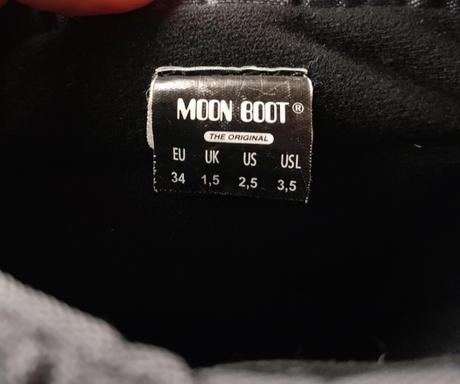 MOON BOOT®
THE ORIGINAL
EU UK US USL
34 1,5 2,5 3,5